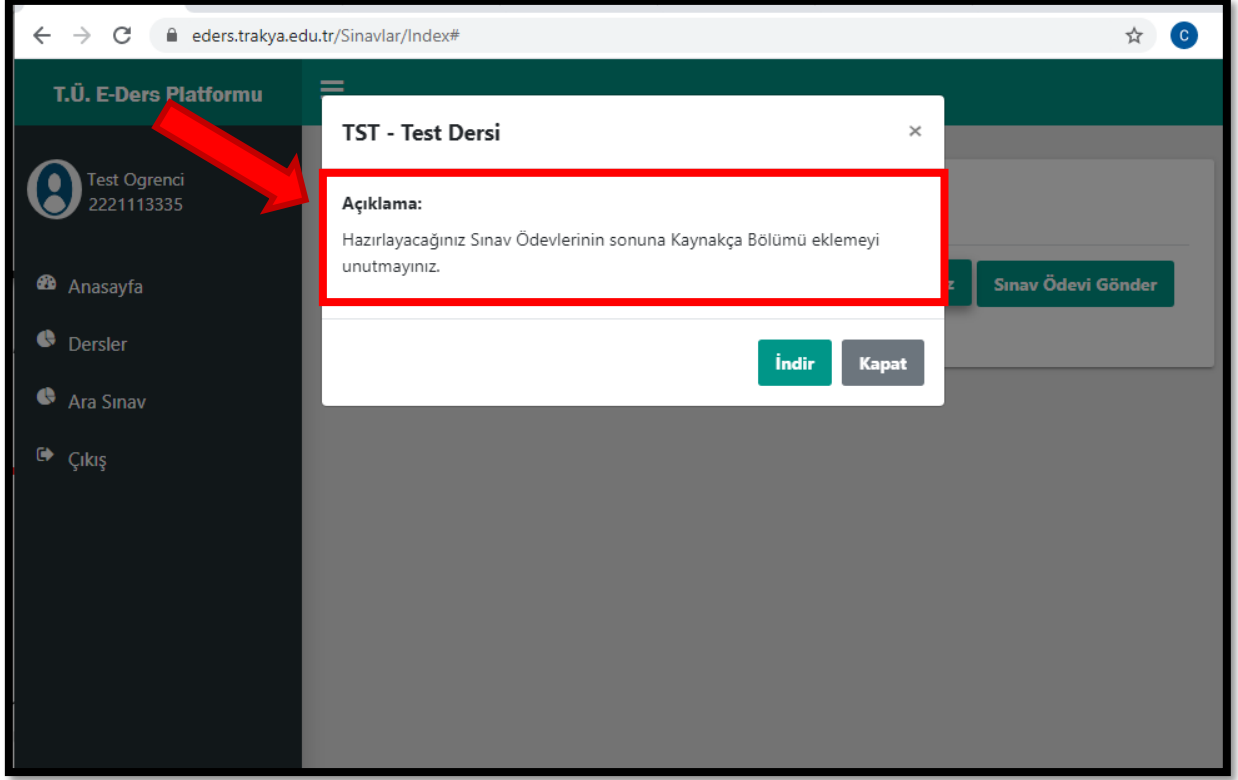 eders.trakya.edu.tr/Sinavlar/Index#
C
T.Ü. E-Ders Platformu
TST - Test Dersi
×
Test Ogrenci
2221113335
Açıklama:
Hazırlayacağınız Sınav Ödevlerinin sonuna Kaynakça Bölümü eklemeyi
unutmayınız.
Anasayfa
z Sınav Ödevi Gönder
Dersler
İndir Kapat
Ara Sınav
Çıkış